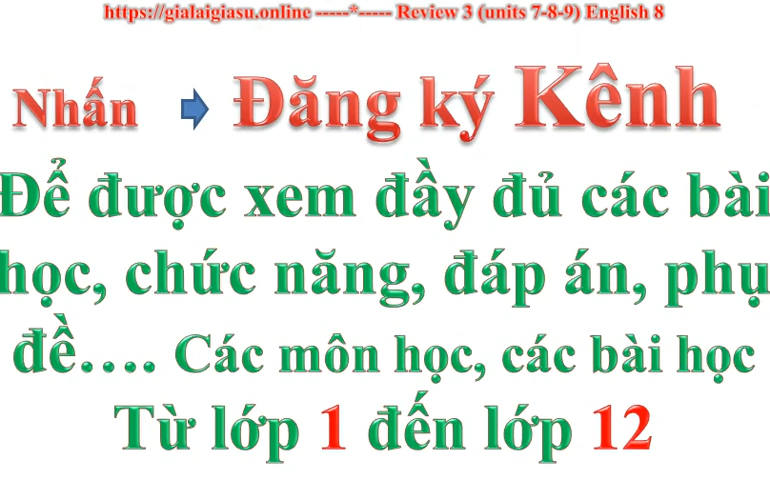 https://gialaigiasu.online -----*----- Review 3 (units 7-8-9) English 8
Nhấn Đăng ký Kênh
Để được xem đầy đủ các bài
học, chức năng, đáp án, phụ
đề…. Các môn học, các bài học
Từ lớp 1 đến lớp 12